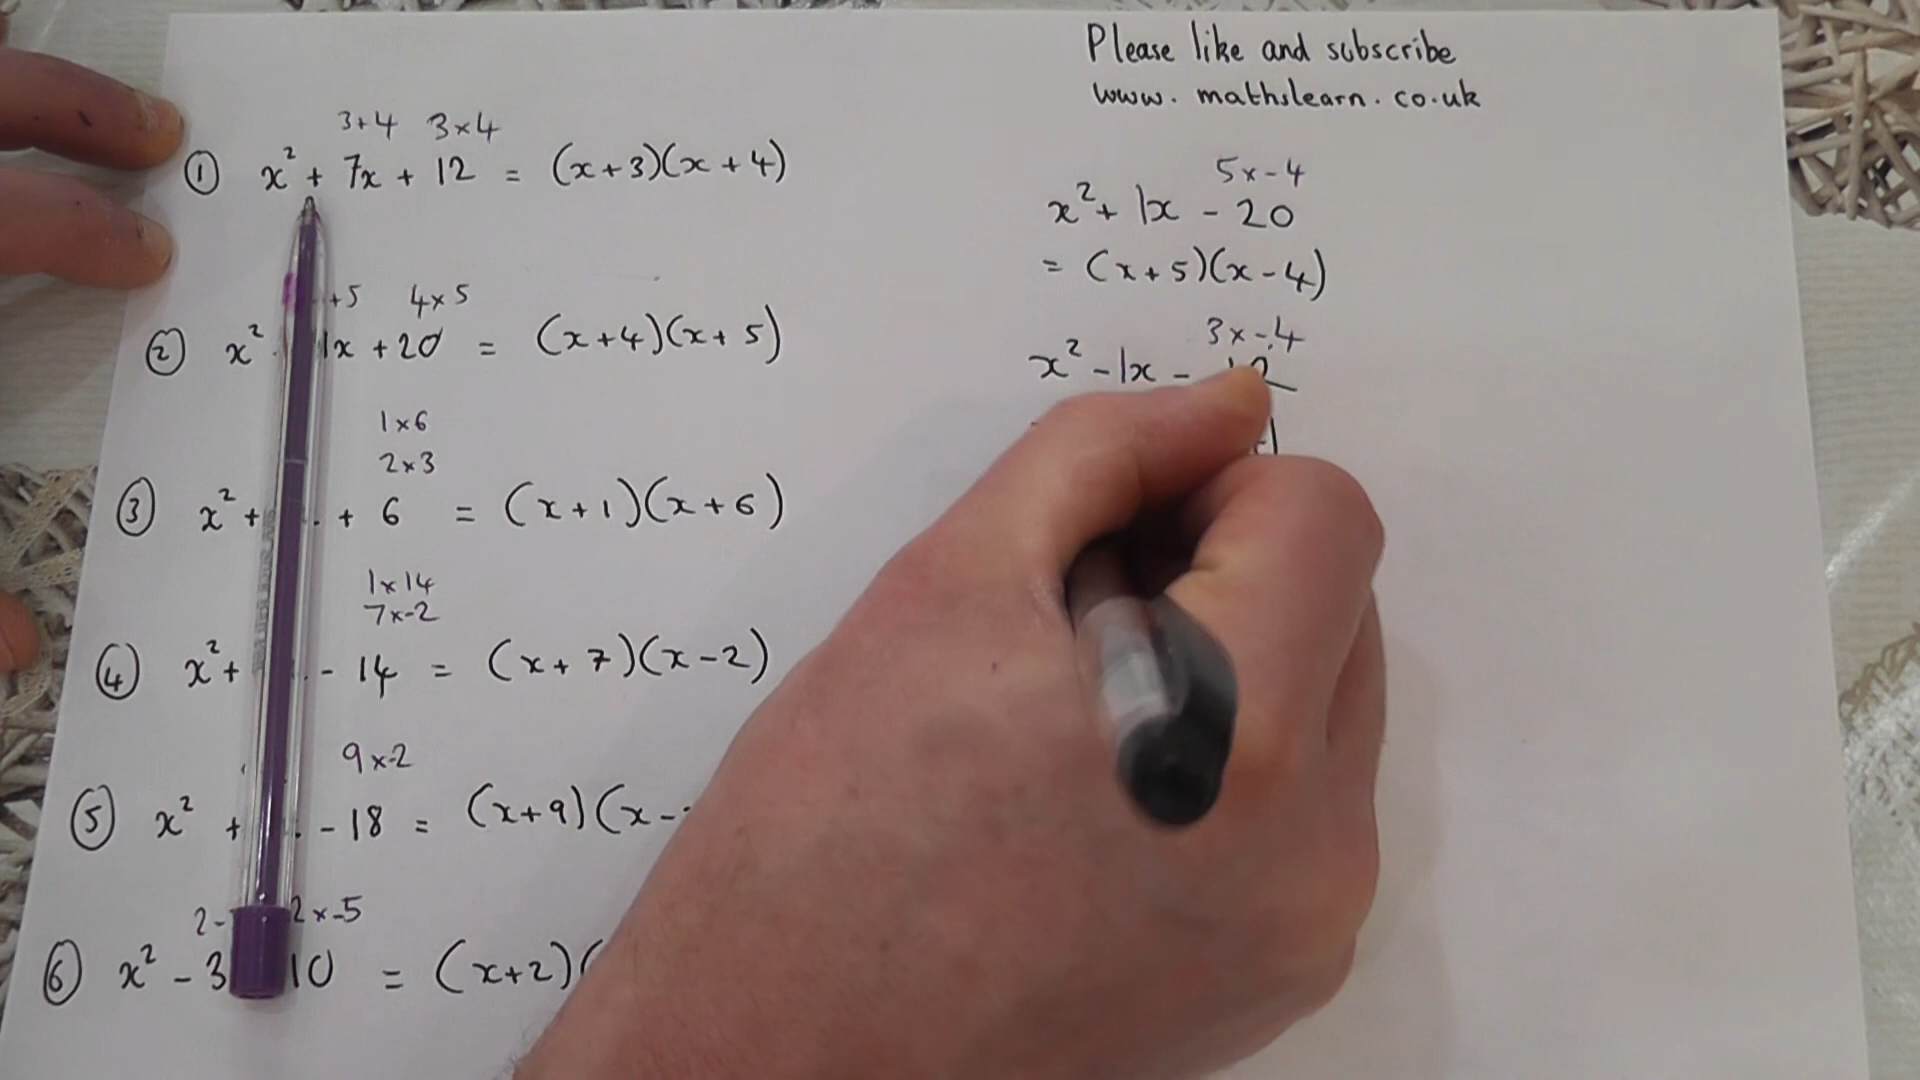 Please like and subscribe
www.mathslearn.co.uk
3+4 3×4
① x² + 7x + 12 = (x+3)(x+4)
+5 4×5
② x² 1x + 20 = (x+4)(x+5)
1×6
2×3
③ x² + + 6 = (x+1)(x+6)
1×14
7×-2
④ x² + - 14 = (x+7)(x-2)
9×-2
⑤ x² + - 18 = (x+9)(x-
2- 2×-5
⑥ x² - 3 10 = (x+2)(
5×-4
x² + 1x - 20
= (x+5)(x-4)
3×-4
x² - 1x - 12